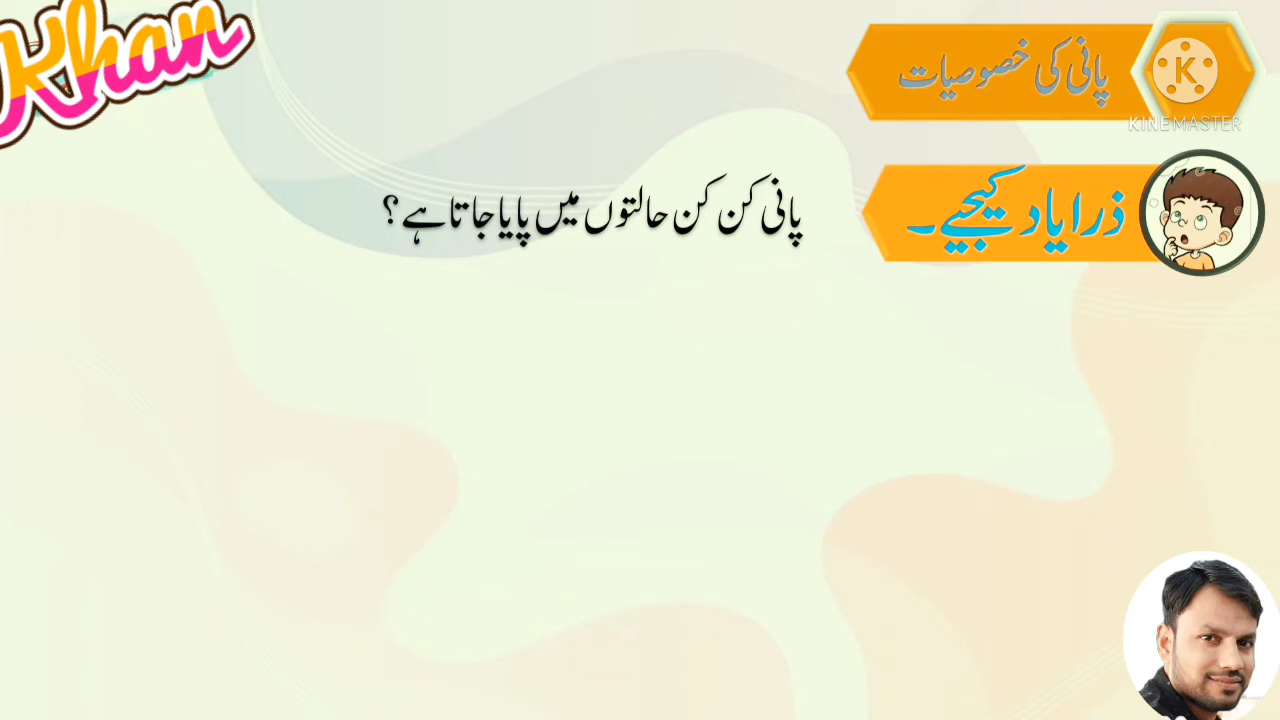 Khan
پانی کی خصوصیات
K
KINEMASTER
ذرا یاد کیجیے۔
پانی کن کن حالتوں میں پایا جاتا ہے؟